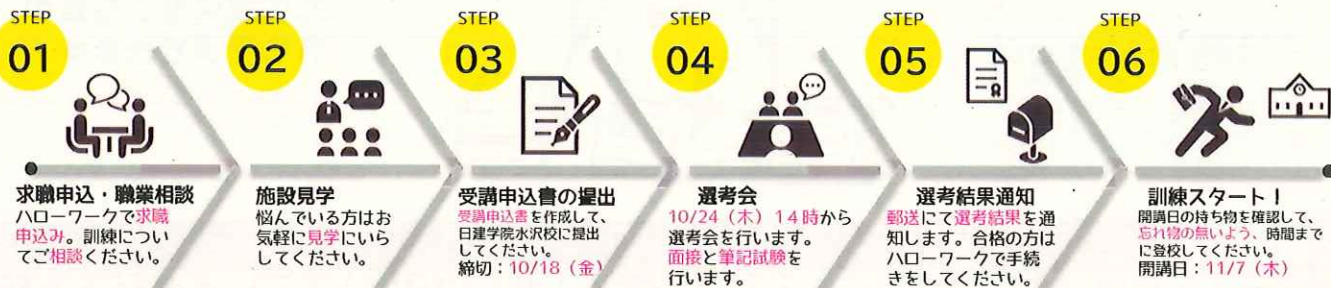 STEP
01
求職申込・職業相談
ハローワークで求職
申込み。訓練につい
てご相談ください。
STEP
02
施設見学
悩んでいる方はお
気軽に見学にいら
してください。
STEP
03
受講申込書の提出
受講申込書を作成して、
日建学院水沢校に提出
してください。
締切：10/18（金）
STEP
04
選考会
10/24（木）14時から
選考会を行います。
面接と筆記試験を
行います。
STEP
05
選考結果通知
郵送にて選考結果を通
知します。合格の方は
ハローワークで手続
きをしてください。
STEP
06
訓練スタート！
開講日の持ち物を確認して、
忘れ物の無いよう、時間まで
に登校してください。
開講日：11/7（木）